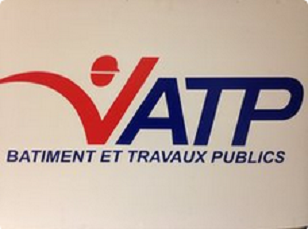 VATP
BATIMENT ET TRAVAUX PUBLICS